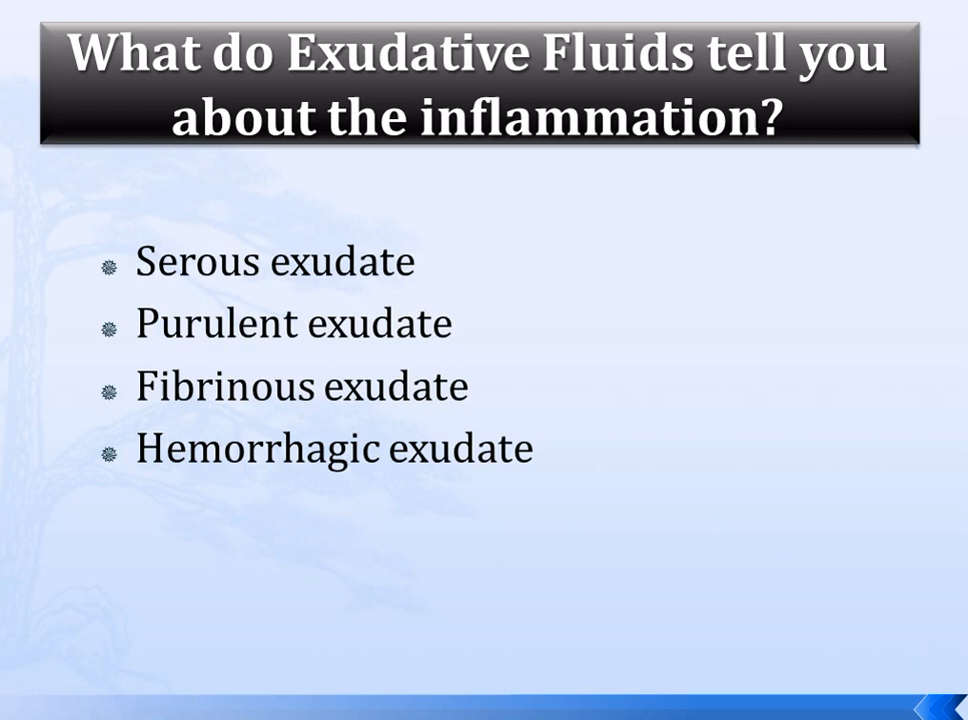 What do Exudative Fluids tell you
about the inflammation?
Serous exudate
Purulent exudate
Fibrinous exudate
Hemorrhagic exudate